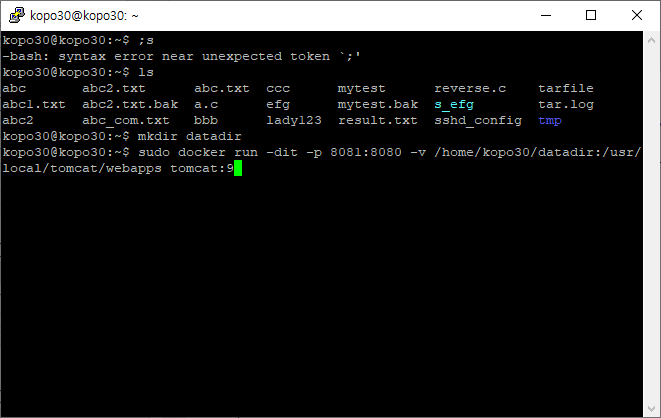 kopo30@kopo30: ~
kopo30@kopo30:~$ ;s
-bash: syntax error near unexpected token `;'
kopo30@kopo30:~$ ls
abc       abc2.txt      abc.txt  ccc      mytest      reverse.c    tarfile
abc1.txt  abc2.txt.bak  a.c      efg      mytest.bak  s_efg        tar.log
abc2      abc_com.txt   bbb      lady123  result.txt  sshd_config  tmp
kopo30@kopo30:~$ mkdir datadir
kopo30@kopo30:~$ sudo docker run -dit -p 8081:8080 -v /home/kopo30/datadir:/usr/
local/tomcat/webapps tomcat:9